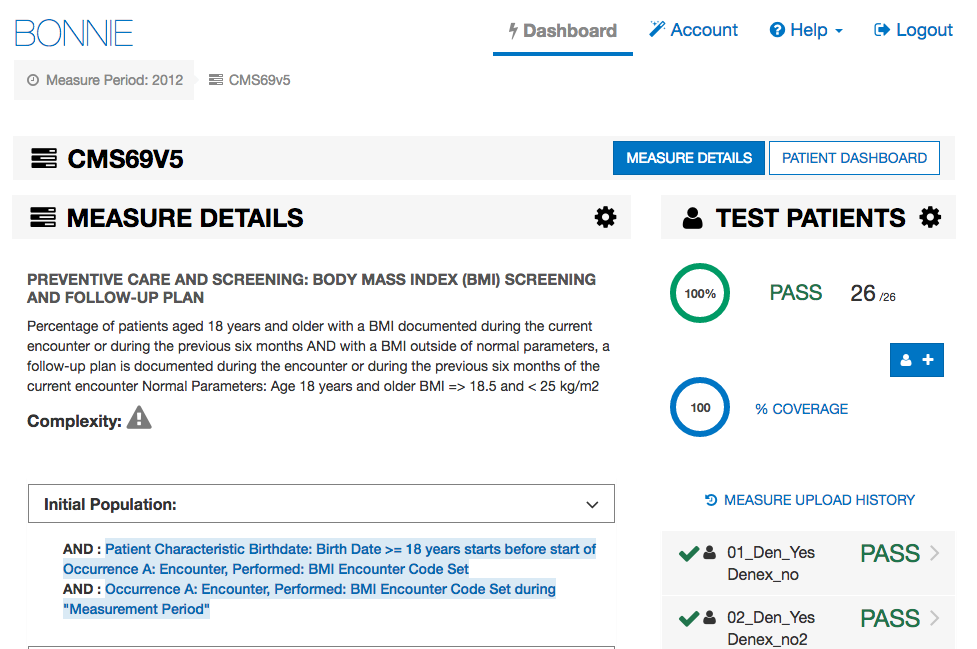 BONNIE
Dashboard
Account
Help
Logout
Measure Period: 2012
CMS69v5
CMS69V5
MEASURE DETAILS
PATIENT DASHBOARD
MEASURE DETAILS
PREVENTIVE CARE AND SCREENING: BODY MASS INDEX (BMI) SCREENING
AND FOLLOW-UP PLAN
Percentage of patients aged 18 years and older with a BMI documented during the current
encounter or during the previous six months AND with a BMI outside of normal parameters, a
follow-up plan is documented during the encounter or during the previous six months of the
current encounter Normal Parameters: Age 18 years and older BMI => 18.5 and < 25 kg/m2
Complexity:
Initial Population:
AND : Patient Characteristic Birthdate: Birth Date >= 18 years starts before start of
Occurrence A: Encounter, Performed: BMI Encounter Code Set
AND : Occurrence A: Encounter, Performed: BMI Encounter Code Set during
"Measurement Period"
TEST PATIENTS
100%
PASS
26 /26
+
100
% COVERAGE
MEASURE UPLOAD HISTORY
01_Den_Yes
Denex_no
PASS
02_Den_Yes
Denex_no2
PASS